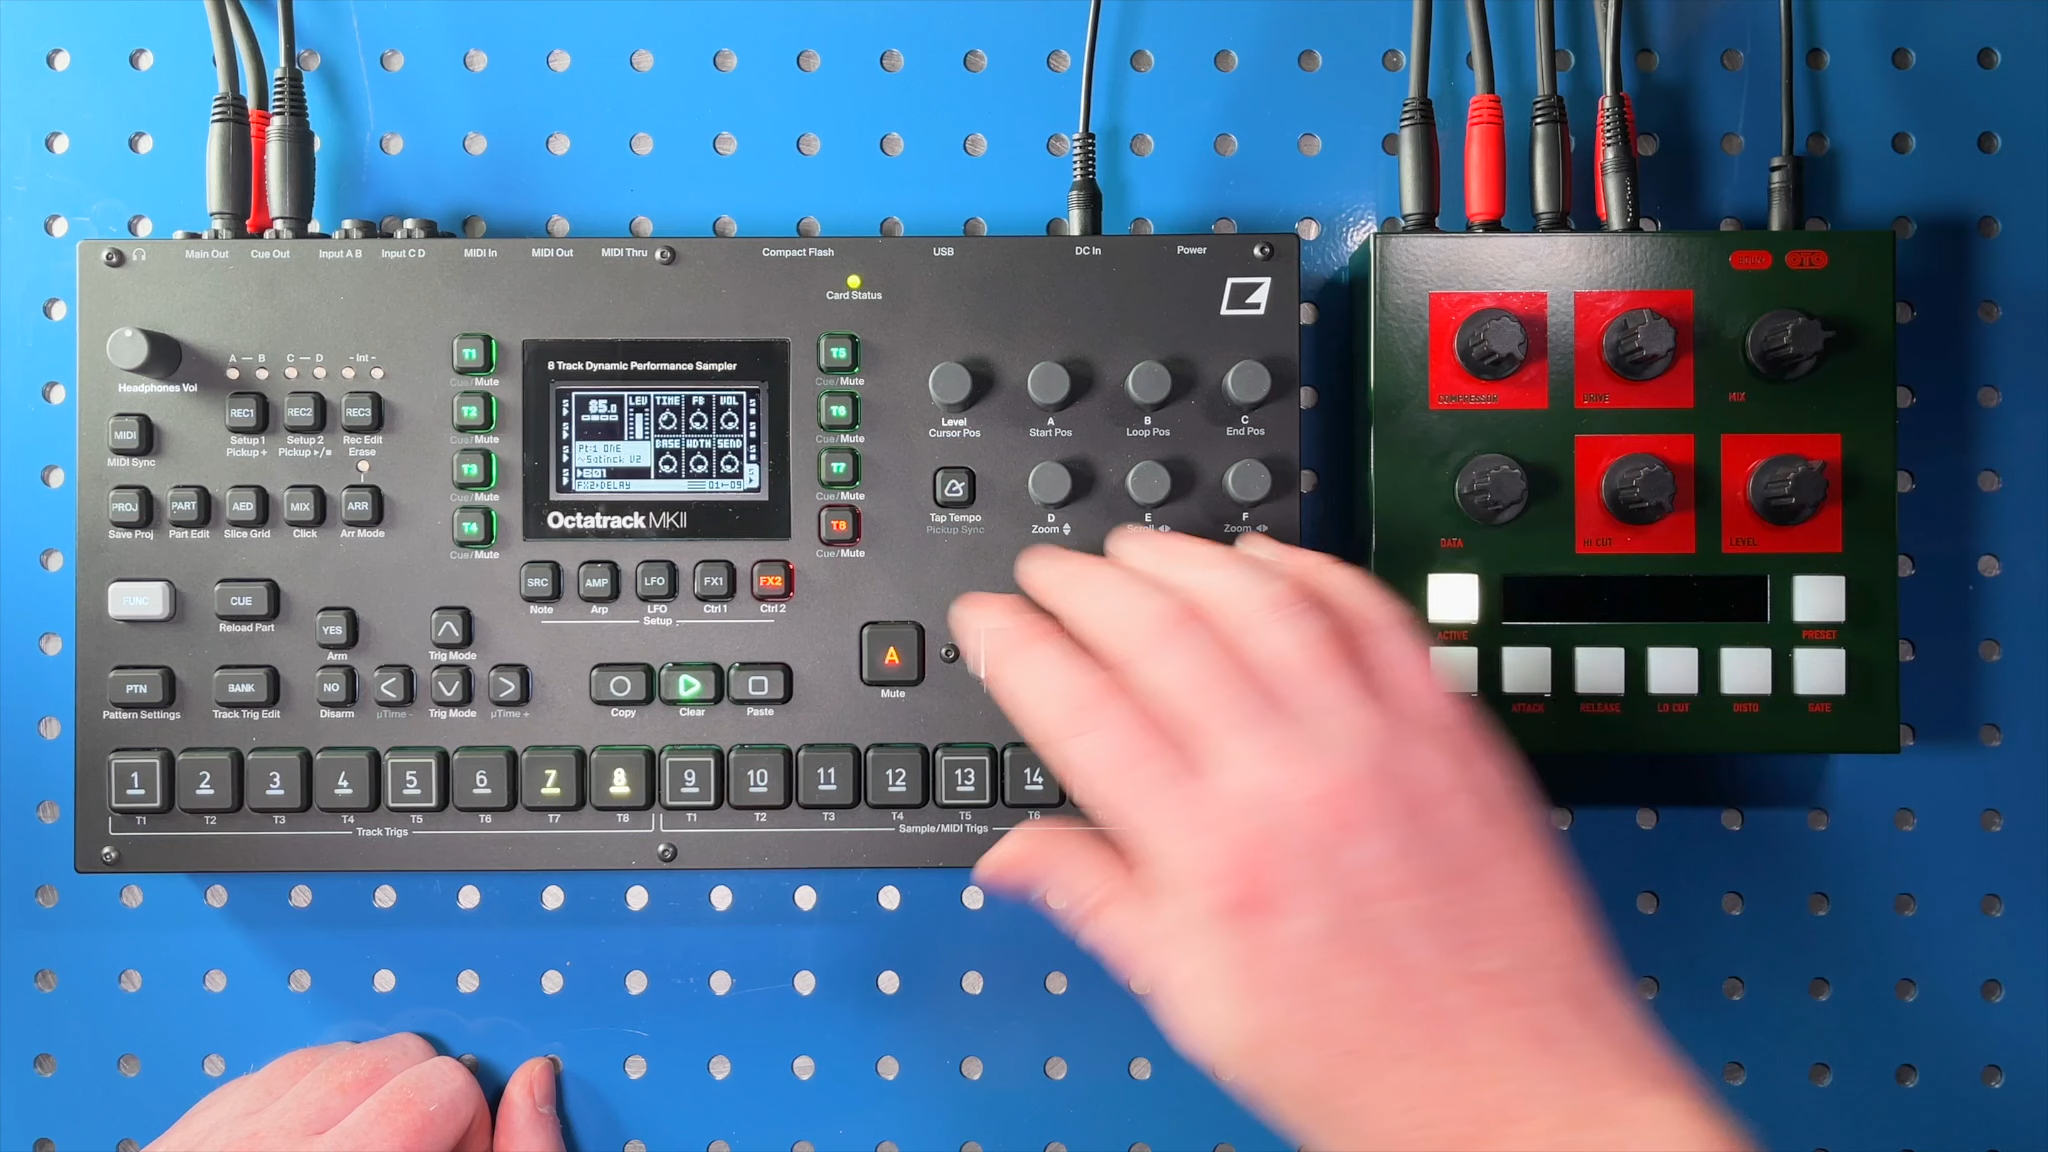 Main Out Cue Out Input A B Input C D MIDI In MIDI Out MIDI Thru Compact Flash USB DC In Power
Card Status
Headphones Vol
A — B C — D - Int -
REC1 REC2 REC3
Setup 1 Setup 2 Rec Edit
Pickup + Pickup Erase
MIDI
MIDI Sync
PROJ PART AED MIX ARR
Save Proj Part Edit Slice Grid Click Arr Mode
T1
Cue/Mute
T2
Cue/Mute
T3
Cue/Mute
T4
Cue/Mute
8 Track Dynamic Performance Sampler
85.0 LEV TIME FB VOL
BASE WDTH SEND
Pt:1 ONE
FX2▸DELAY
Octatrack MKII
T5
Cue/Mute
T6
Cue/Mute
T7
Cue/Mute
T8
Cue/Mute
Level A B C
Cursor Pos Start Pos Loop Pos End Pos
Tap Tempo
Pickup Sync
D E F
Zoom Scroll Zoom
SRC AMP LFO FX1 FX2
Note Arp LFO Ctrl 1 Ctrl 2
Setup
FUNC CUE
Reload Part
YES
Arm
Trig Mode
PTN BANK NO
Pattern Settings Track Trig Edit Disarm µTime - Trig Mode µTime +
Copy Clear Paste
A
Mute
1 2 3 4 5 6 7 8 9 10 11 12 13 14
T1 T2 T3 T4 T5 T6 T7 T8 T1 T2 T3 T4 T5 T6
Track Trigs Sample/MIDI Trigs
OTO
COMPRESSOR DRIVE MIX
DATA HI CUT LEVEL
ACTIVE PRESET
ATTACK RELEASE LO CUT DISTO GATE